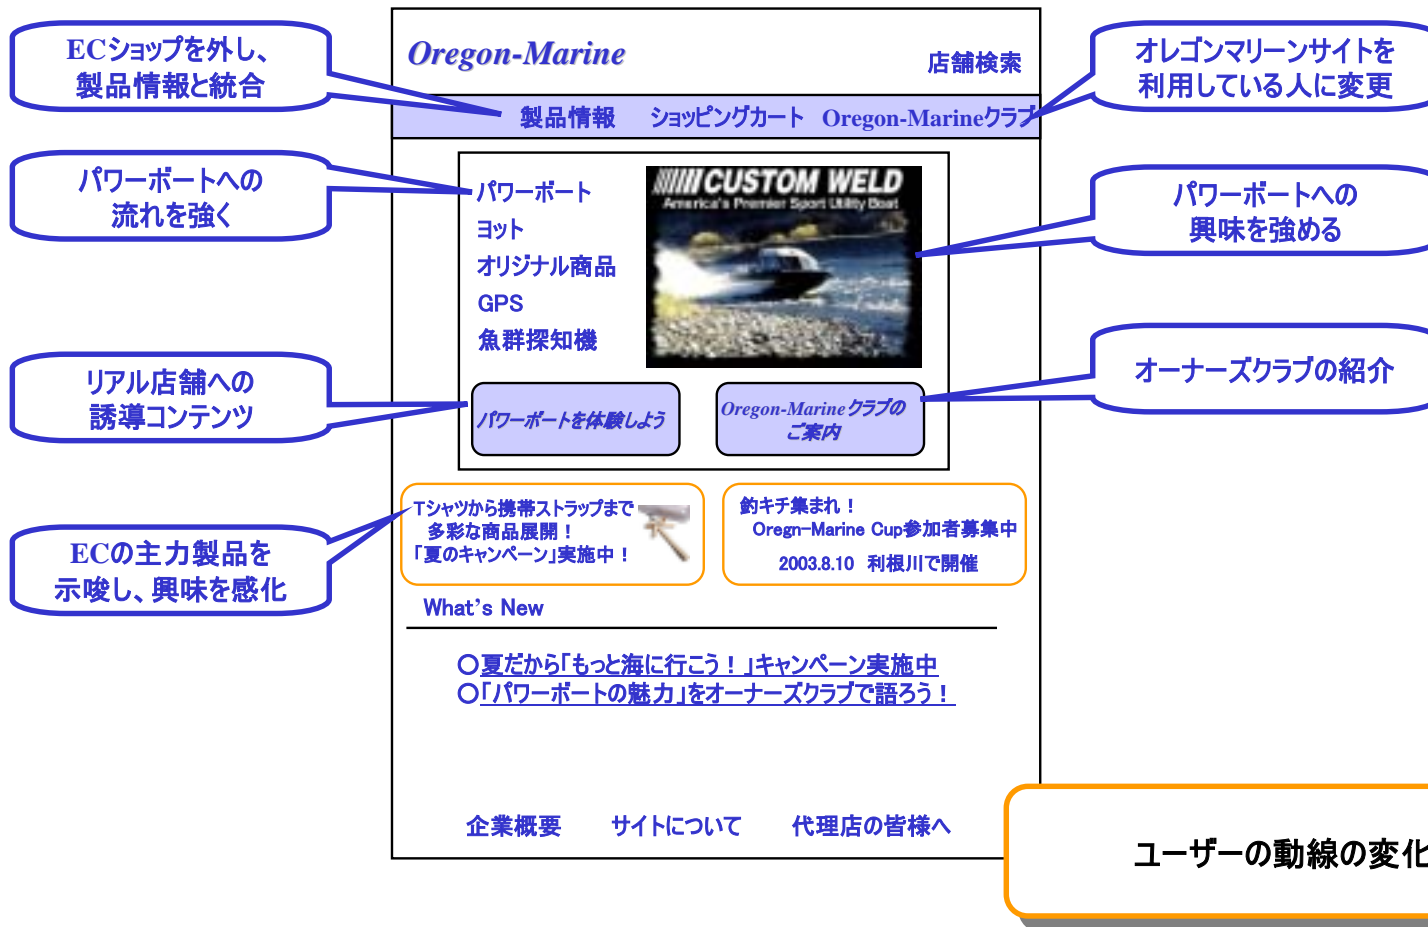 ECショップを外し、
製品情報と統合
Oregon-Marine
店舗検索
オレゴンマリーンサイトを
利用している人に変更
製品情報 ショッピングカート Oregon-Marineクラブ
パワーボートへの
流れを強く
パワーボート
ヨット
オリジナル商品
GPS
魚群探知機
CUSTOM WELD
America's Premier Sport Utility Boat
パワーボートへの
興味を強める
リアル店舗への
誘導コンテンツ
パワーボートを体験しよう
Oregon-Marineクラブの
ご案内
オーナーズクラブの紹介
Tシャツから携帯ストラップまで
多彩な商品展開！
「夏のキャンペーン」実施中！
釣キチ集まれ！
Oregn-Marine Cup参加者募集中
2003.8.10 利根川で開催
ECの主力製品を
示唆し、興味を感化
What's New
○夏だから「もっと海に行こう！」キャンペーン実施中
○「パワーボートの魅力」をオーナーズクラブで語ろう！
企業概要 サイトについて 代理店の皆様へ
ユーザーの動線の変化